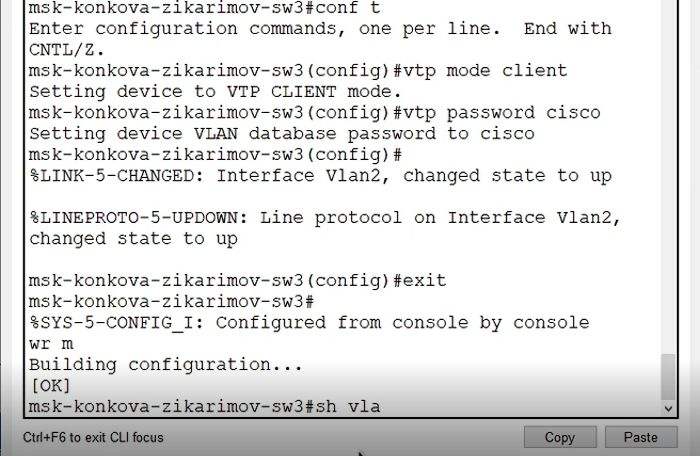 msk-konkova-zikarimov-sw3#conf t
Enter configuration commands, one per line.  End with
CNTL/Z.
msk-konkova-zikarimov-sw3(config)#vtp mode client
Setting device to VTP CLIENT mode.
msk-konkova-zikarimov-sw3(config)#vtp password cisco
Setting device VLAN database password to cisco
msk-konkova-zikarimov-sw3(config)#
%LINK-5-CHANGED: Interface Vlan2, changed state to up
%LINEPROTO-5-UPDOWN: Line protocol on Interface Vlan2,
changed state to up
msk-konkova-zikarimov-sw3(config)#exit
msk-konkova-zikarimov-sw3#
%SYS-5-CONFIG_I: Configured from console by console
wr m
Building configuration...
[OK]
msk-konkova-zikarimov-sw3#sh vla
Ctrl+F6 to exit CLI focus
Copy
Paste